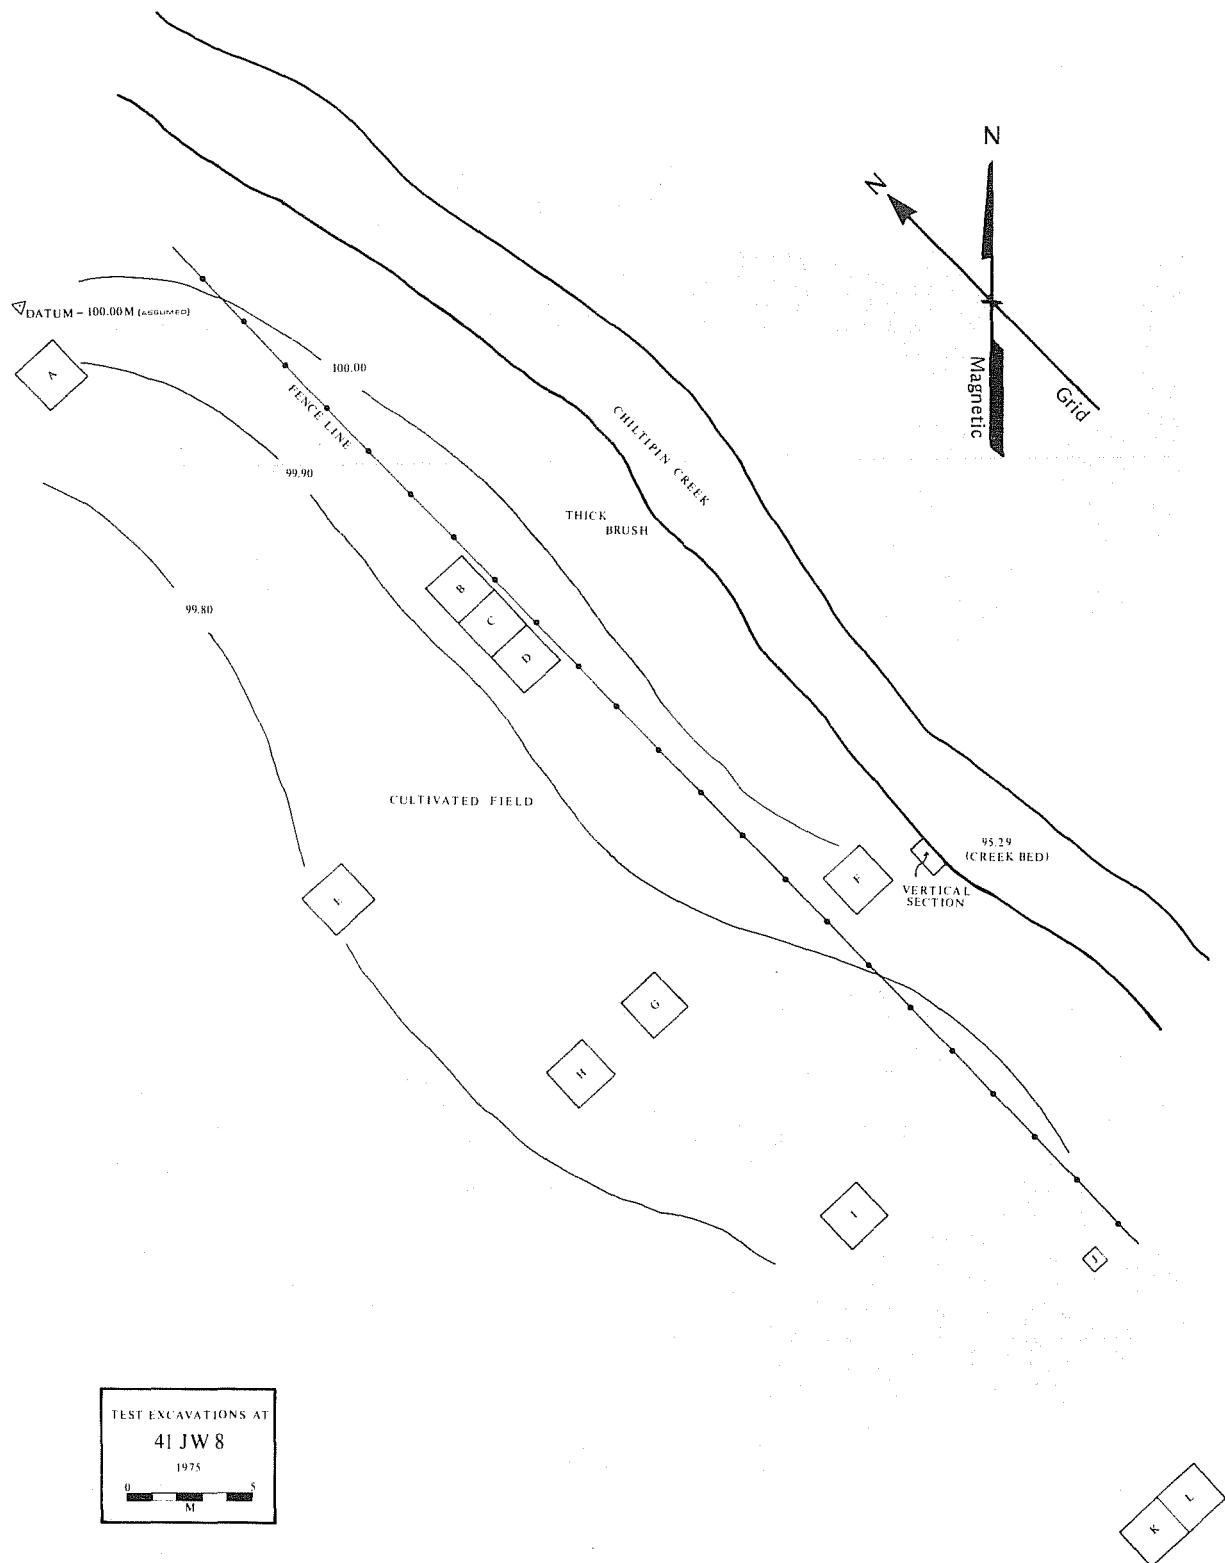 N
N
Magnetic
Grid
DATUM – 100.00 M (ASSUMED)
A
100.00
FENCE LINE
99.90
CHILTIPIN CREEK
THICK
BRUSH
99.80
B
C
D
CULTIVATED FIELD
95.29
(CREEK BED)
VERTICAL
SECTION
F
E
G
H
I
J
K
L
TEST EXCAVATIONS AT
41 JW 8
1975
0 5
M